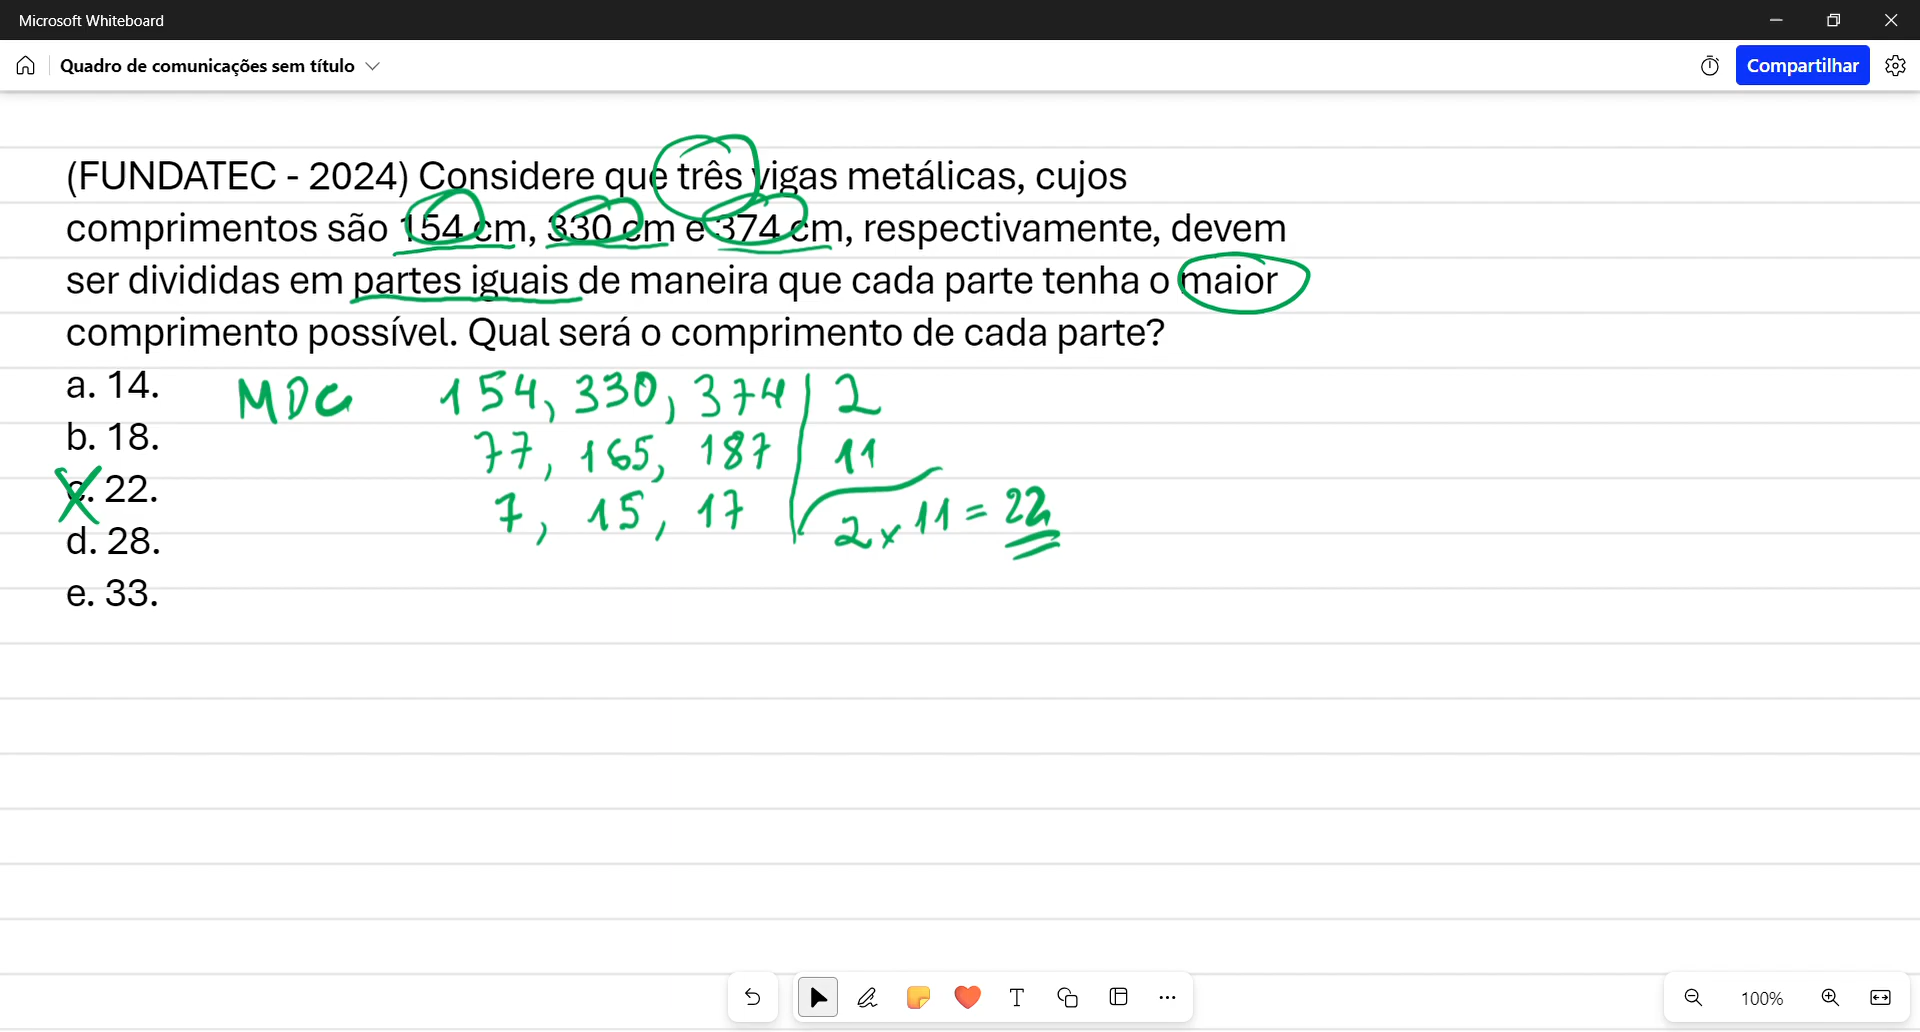 Microsoft Whiteboard
Quadro de comunicações sem título
Compartilhar
(FUNDATEC - 2024) Considere que três vigas metálicas, cujos
comprimentos são 154 cm, 330 cm e 374 cm, respectivamente, devem
ser divididas em partes iguais de maneira que cada parte tenha o maior
comprimento possível. Qual será o comprimento de cada parte?
a. 14.
MDC 154, 330, 374 | 2
b. 18.
77, 165, 187 | 11
c. 22.
7, 15, 17 | 2 x 11 = 22
d. 28.
e. 33.
100%